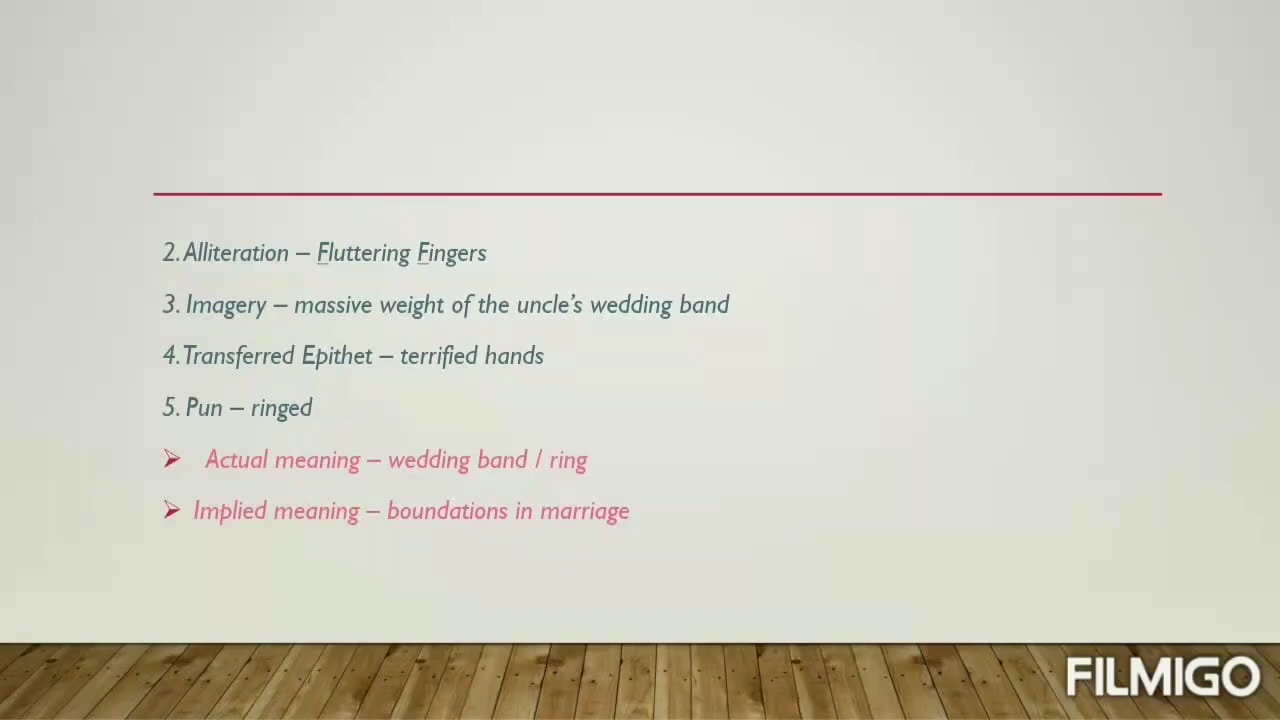 2. Alliteration – Fluttering Fingers
3. Imagery – massive weight of the uncle's wedding band
4. Transferred Epithet – terrified hands
5. Pun – ringed
➢ Actual meaning – wedding band / ring
➢ Implied meaning – boundations in marriage
FILMIGO